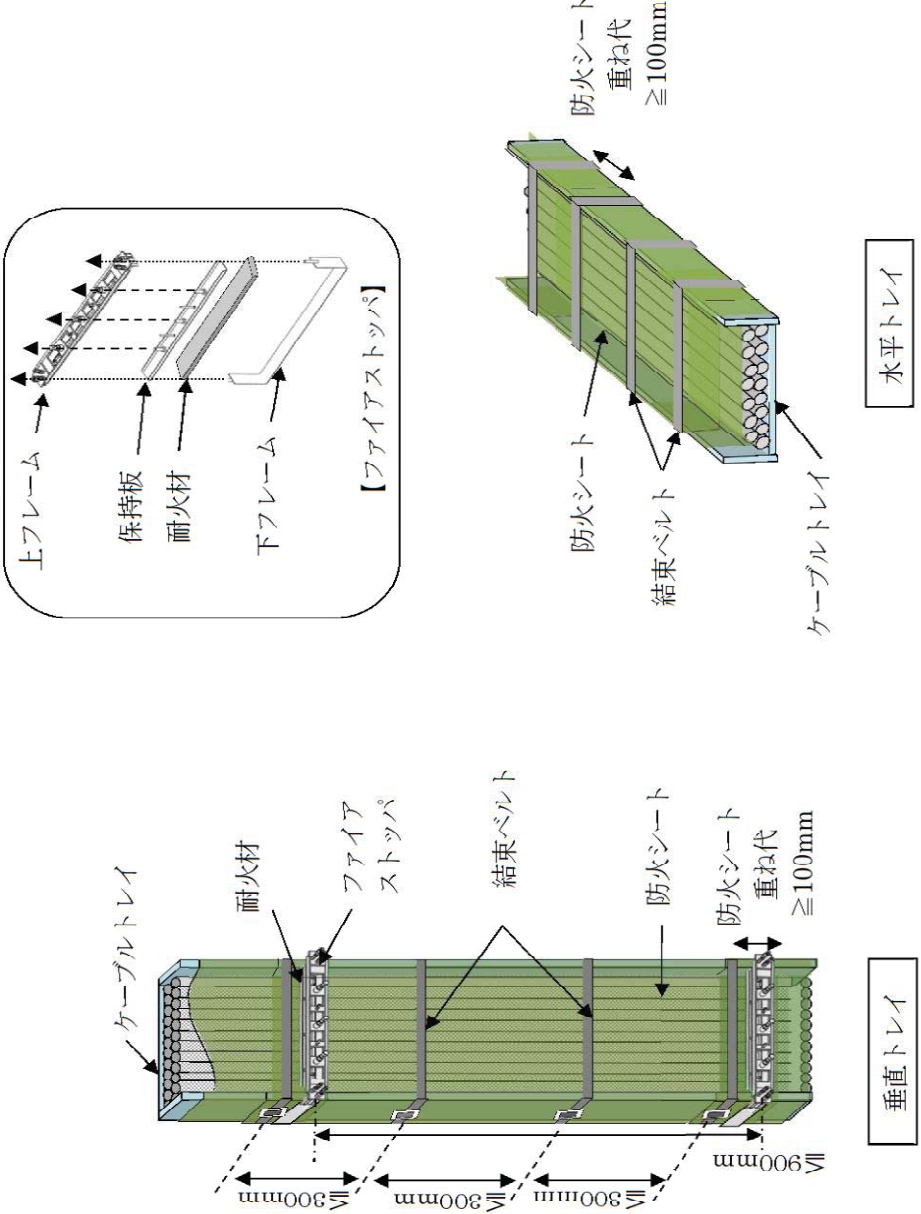 上フレーム
保持板
耐火材
下フレーム
【ファイアストッパ】
防火シート
重ね代
≧100mm
防火シート
結束ベルト
ケーブルトレイ
水平トレイ
ケーブルトレイ
耐火材
ファイア
ストッパ
結束ベルト
防火シート
防火シート
重ね代
≧100mm
≦300mm
≦300mm
≦300mm
≦900mm
垂直トレイ